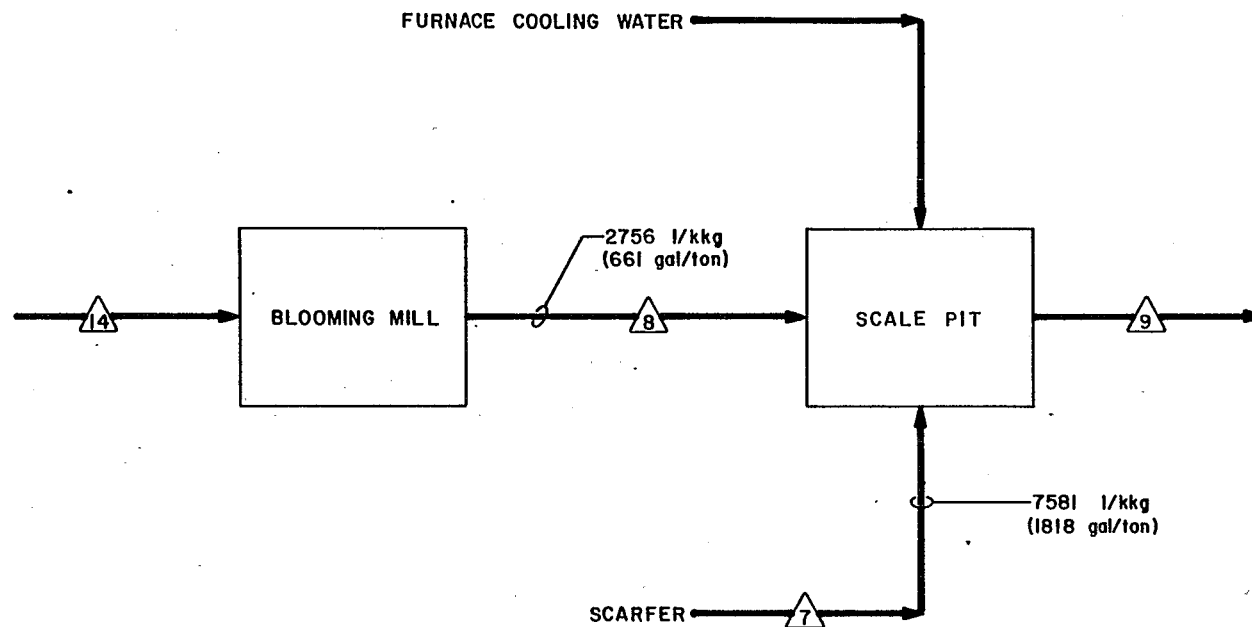 FURNACE COOLING WATER
2756 l/kkg
(661 gal/ton)
14
BLOOMING MILL
8
SCALE PIT
9
7581 l/kkg
(1818 gal/ton)
SCARFER
7